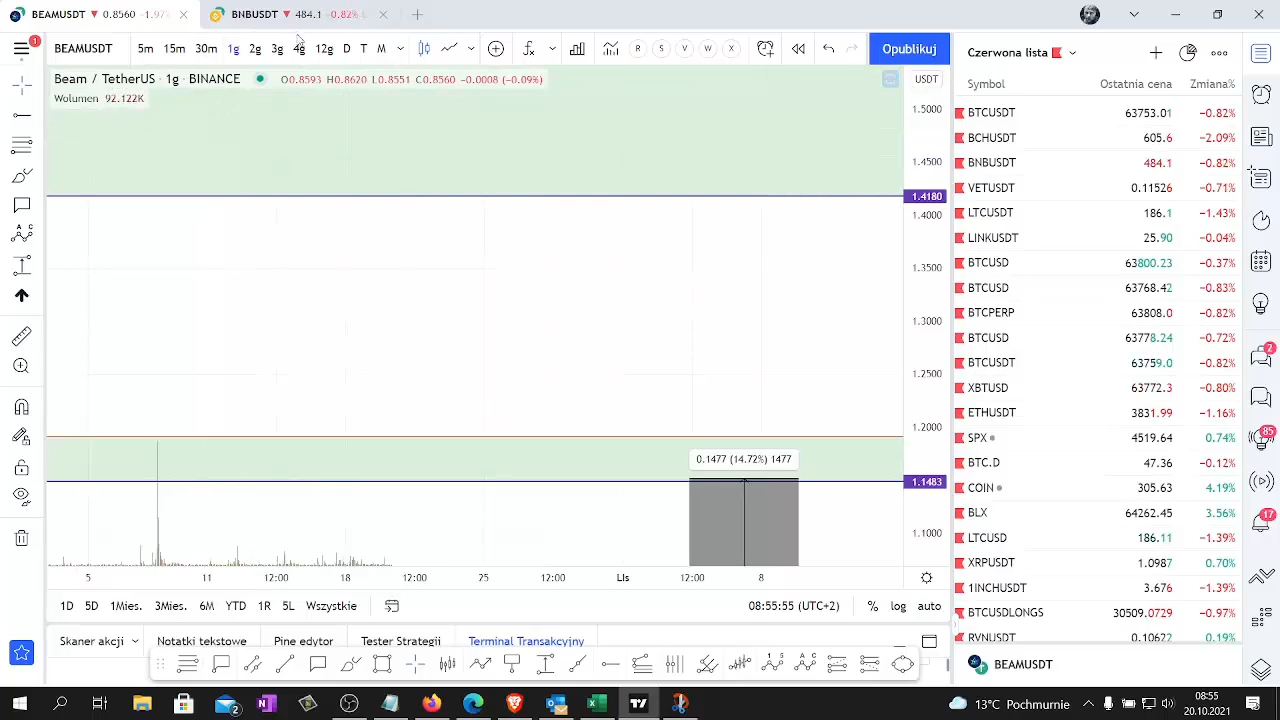 BEAMUSDT ▼ 0.8560 −1.97%
BNBUSDT ▼ 484.1 −0.82%
1
BEAMUSDT 5m 15m 30m 1g 2g 3g 4g 12g D T M
R S V W
Opublikuj
Beam / TetherUS · 1g · BINANCE O0.8593 H0.8620 L0.8551 C0.8560 −0.0008 (−0.09%)
Wolumen 92.122K
USDT
1.5000
1.4500
1.4180
1.4000
1.3500
1.3000
1.2500
1.2000
1.1483
1.1000
0.1477 (14.72%) 1477
5 11 12:00 18 12:00 25 12:00 Lis 12:00 8
1D 5D 1Mies. 3Mies. 6M YTD 1R 5L Wszystkie
08:55:55 (UTC+2) % log auto
Skaner akcji Notatki tekstowe Pine edytor Tester Strategii Terminal Transakcyjny
Czerwona lista
Symbol Ostatnia cena Zmiana%
BTCUSDT 63753.01 −0.82%
BCHUSDT 605.6 −2.09%
BNBUSDT 484.1 −0.82%
VETUSDT 0.11526 −0.71%
LTCUSDT 186.1 −1.43%
LINKUSDT 25.90 −0.04%
BTCUSD 63800.23 −0.37%
BTCUSD 63768.42 −0.83%
BTCPERP 63808.0 −0.82%
BTCUSD 63778.24 −0.72%
BTCUSDT 63759.0 −0.82%
XBTUSD 63772.3 −0.80%
ETHUSDT 3831.99 −1.16%
SPX 4519.64 0.74%
BTC.D 47.36 −0.12%
COIN 305.63 4.19%
BLX 64262.45 3.56%
LTCUSD 186.11 −1.39%
XRPUSDT 1.0987 0.70%
1INCHUSDT 3.676 −1.39%
BTCUSDLONGS 30509.0729 −0.97%
RVNUSDT 0.10622 0.19%
BEAMUSDT
2
85
17
13°C Pochmurnie
08:55
20.10.2021